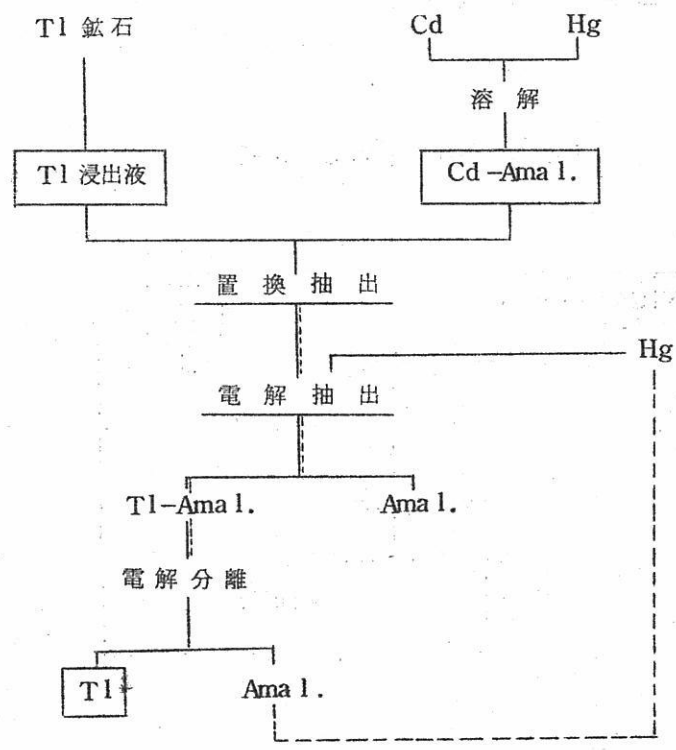 Tl 鉱石
Cd Hg
溶解
Tl 浸出液
Cd-Amal.
置換抽出
Hg
電解抽出
Tl-Amal. Amal.
電解分離
Tl Amal.